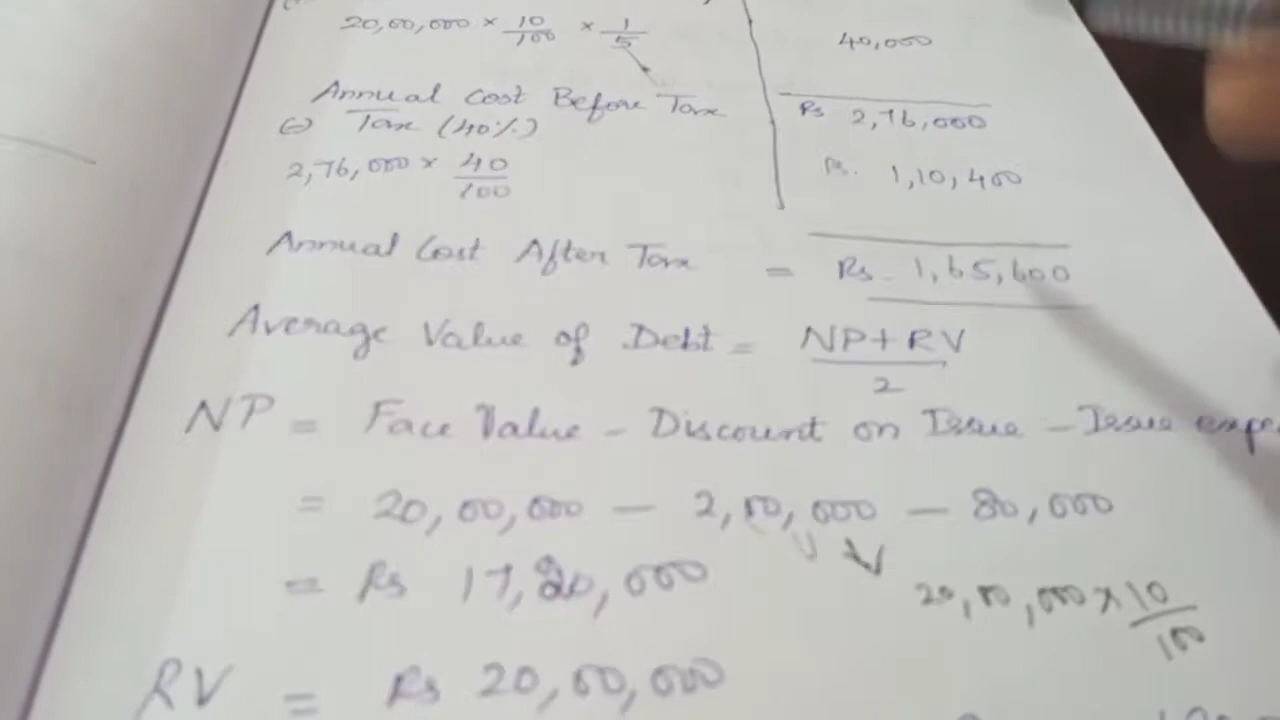 20,00,000 × 10/100 × 1/5
40,000
Annual Cost Before Tax Rs 2,76,000
(-) Tax (40%)
2,76,000 × 40/100 Rs. 1,10,400
Annual Cost After Tax = Rs. 1,65,600
Average Value of Debt = NP+RV/2
NP = Face Value - Discount on Issue - Issue expe
= 20,00,000 - 2,00,000 - 80,000
= Rs 17,20,000
20,00,000 × 10/100
RV = Rs 20,00,000